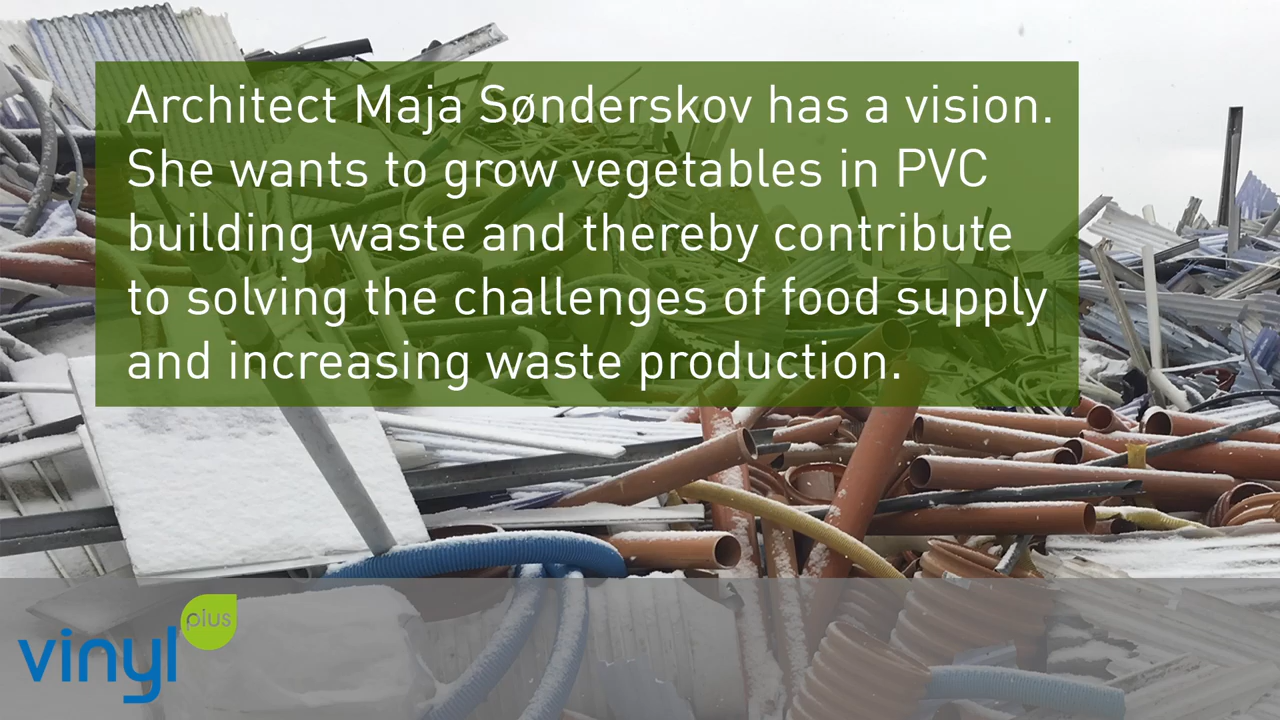 Architect Maja Sønderskov has a vision.
She wants to grow vegetables in PVC
building waste and thereby contribute
to solving the challenges of food supply
and increasing waste production.
vinyl
plus